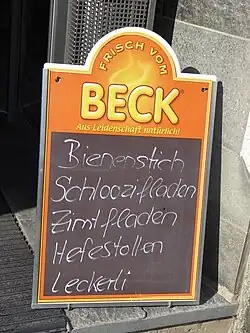 FRISCH VOM
BECK
Aus Leidenschaft natürlich!
Bienenstich
Schloozifladen
Zimtfladen
Hefestollen
Leckerli